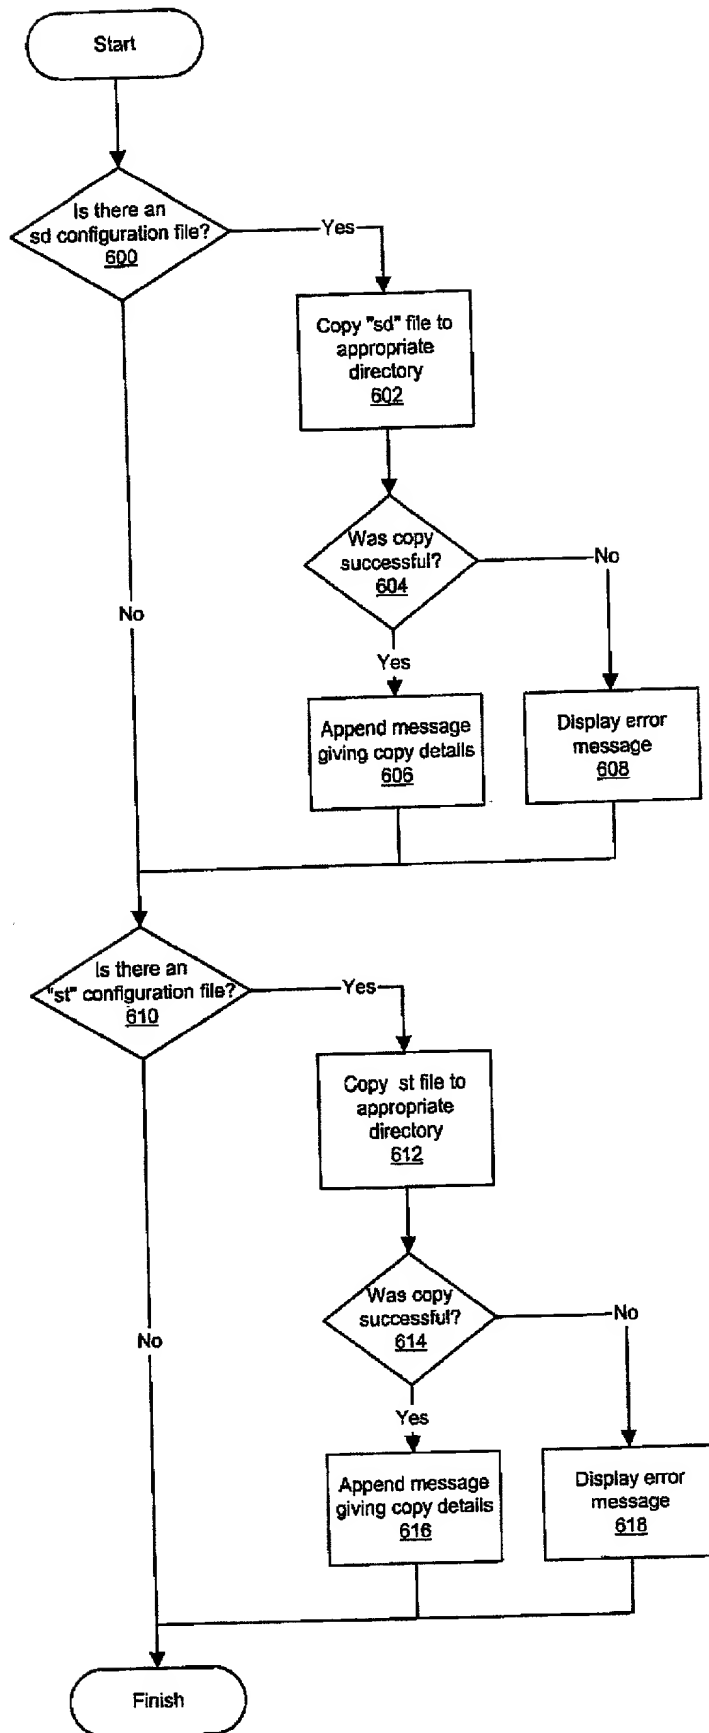 Start
Is there an
sd configuration file?
600
Yes
Copy "sd" file to
appropriate
directory
602
Was copy
successful?
604
No
Yes
No
Append message
giving copy details
606
Display error
message
608
Is there an
"st" configuration file?
610
Yes
Copy st file to
appropriate
directory
612
Was copy
successful?
614
No
No
Yes
Append message
giving copy details
616
Display error
message
618
Finish